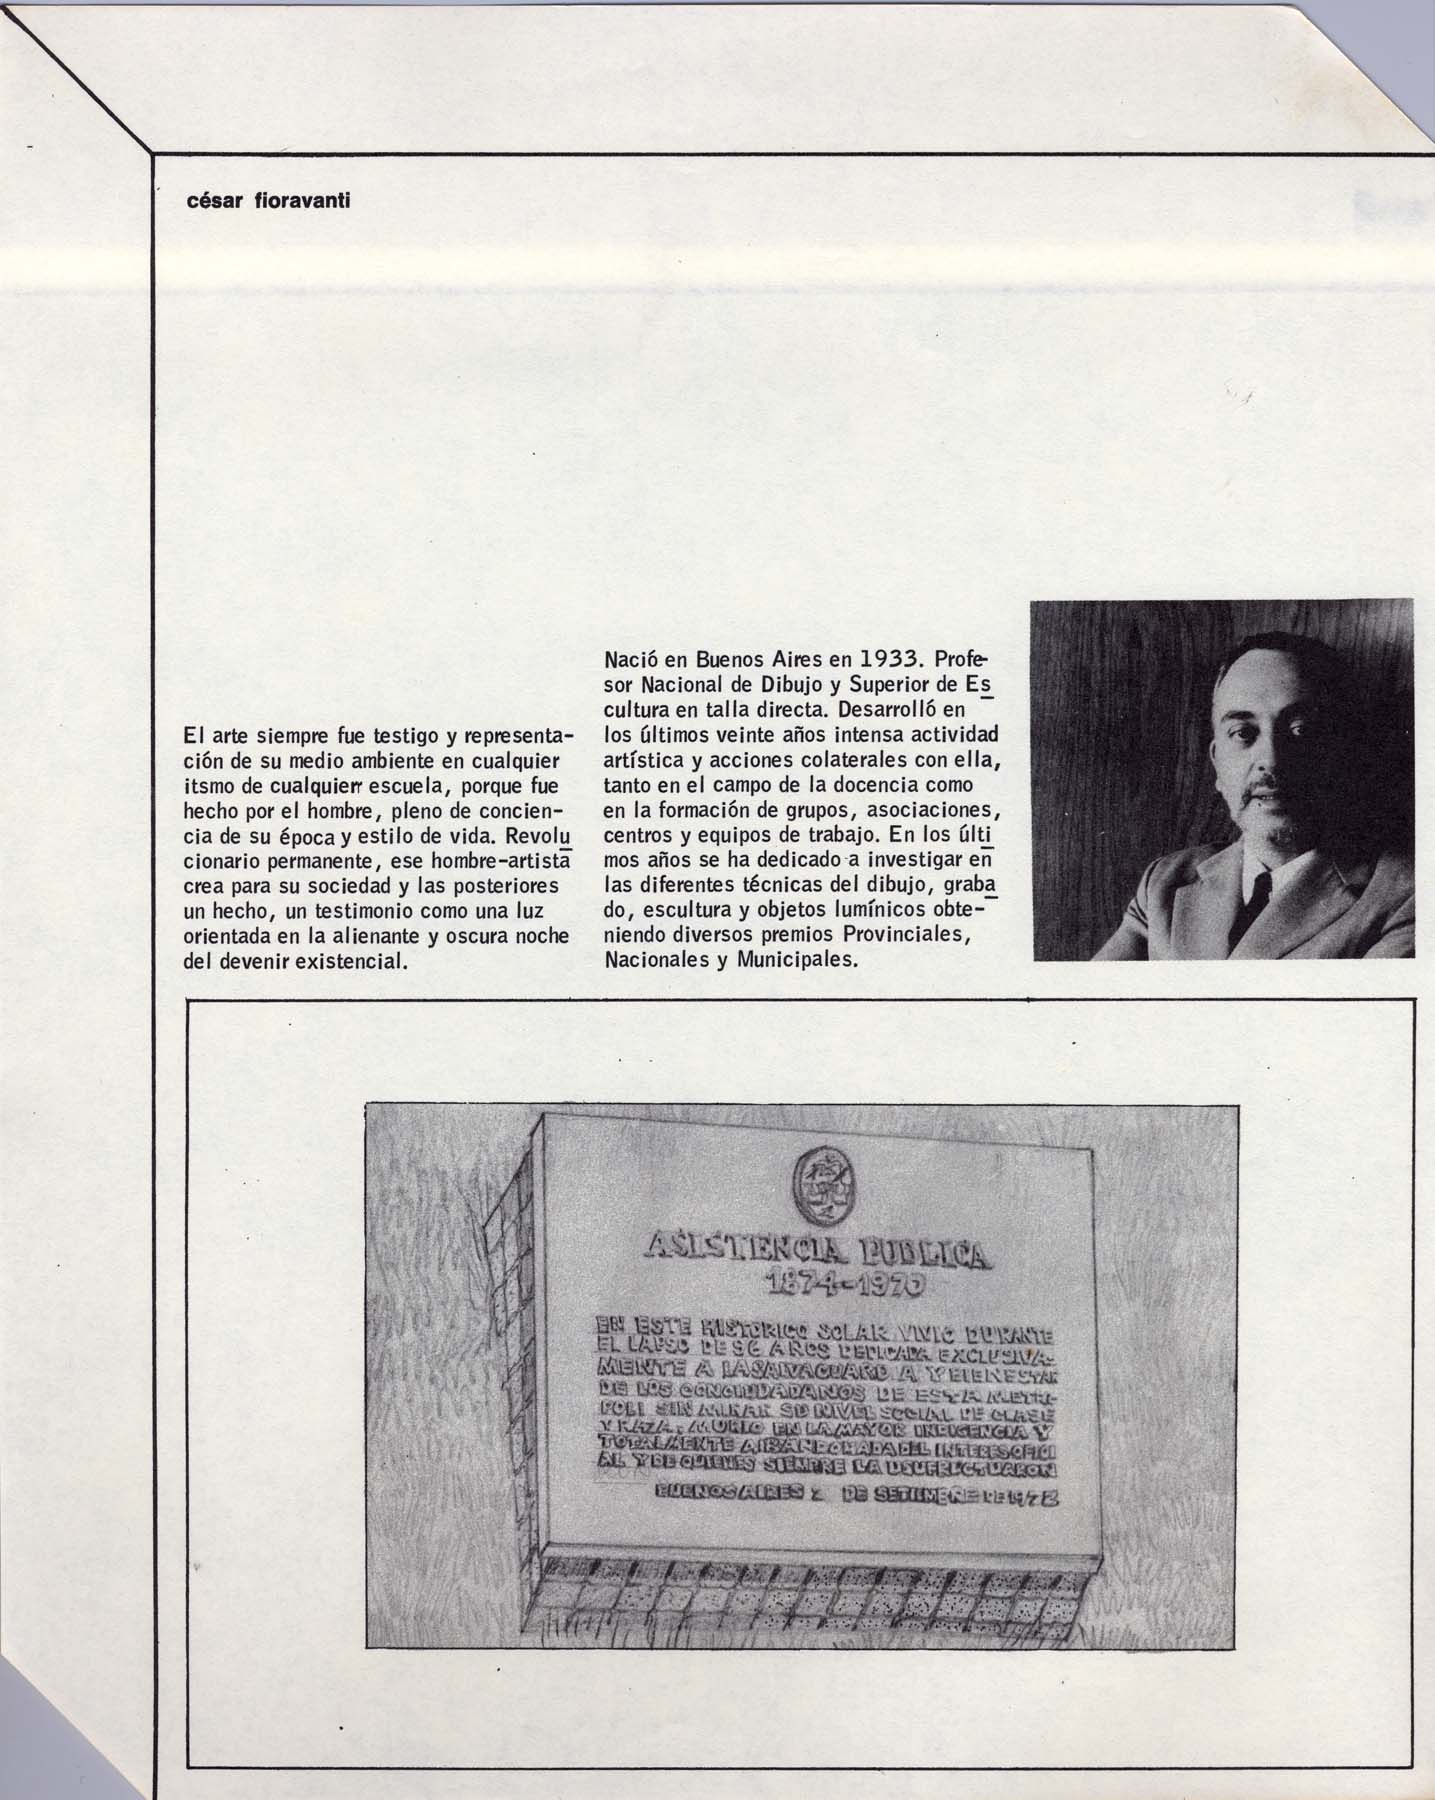 césar fioravanti
El arte siempre fue testigo y representa-
ción de su medio ambiente en cualquier
itsmo de cualquierr escuela, porque fue
hecho por el hombre, pleno de concien-
cia de su época y estilo de vida. Revolu
cionario permanente, ese hombre-artista
crea para su sociedad y las posteriores
un hecho, un testimonio como una luz
orientada en la alienante y oscura noche
del devenir existencial.
Nació en Buenos Aires en 1933. Profe-
sor Nacional de Dibujo y Superior de Es
cultura en talla directa. Desarrolló en
los últimos veinte años intensa actividad
artística y acciones colaterales con ella,
tanto en el campo de la docencia como
en la formación de grupos, asociaciones,
centros y equipos de trabajo. En los últi
mos años se ha dedicado a investigar en
las diferentes técnicas del dibujo, graba
do, escultura y objetos lumínicos obte-
niendo diversos premios Provinciales,
Nacionales y Municipales.
ASISTENCIA PUBLICA
1874-1970
EN ESTE HISTORICO SOLAR VIVIO DURANTE
EL LAPSO DE 96 AÑOS DEDICADA EXCLUSIVA-
MENTE A LA SALVAGUARDIA Y BIENESTAR
DE LOS CONCIUDADANOS DE ESTA METRO
POLI SIN MIRAR SU NIVEL SOCIAL DE CLASE
Y RAZA, MURIO EN LA MAYOR INDIGENCIA Y
TOTALMENTE ABANDONADA DEL INTERES OFICI
AL Y DE QUIENES SIEMPRE LA USUFRUCTUARON
BUENOS AIRES 2 DE SETIEMBRE DE 1972